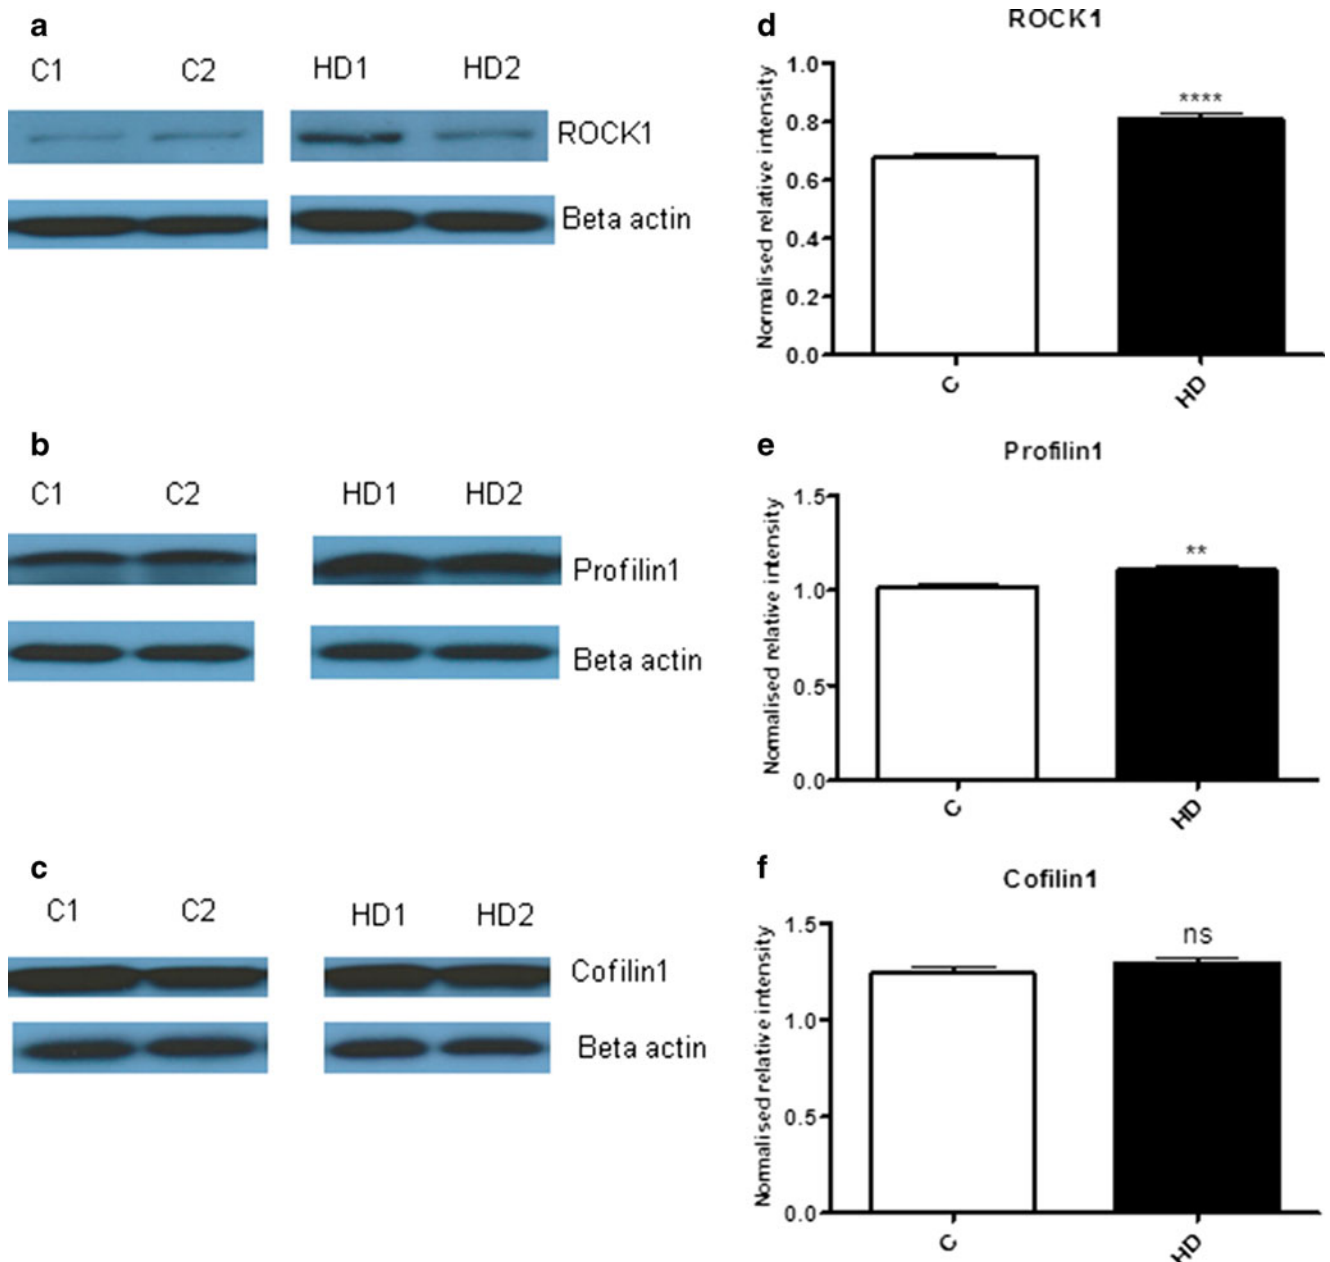 a
C1 C2 HD1 HD2
ROCK1
Beta actin
b
C1 C2 HD1 HD2
Profilin1
Beta actin
c
C1 C2 HD1 HD2
Cofilin1
Beta actin
d
ROCK1
Normalised relative intensity
1.0
0.8
0.6
0.4
0.2
0.0
****
C HD
e
Profilin1
Normalised relative intensity
1.5
1.0
0.5
0.0
**
C HD
f
Cofilin1
Normalised relative intensity
1.5
1.0
0.5
0.0
ns
C HD